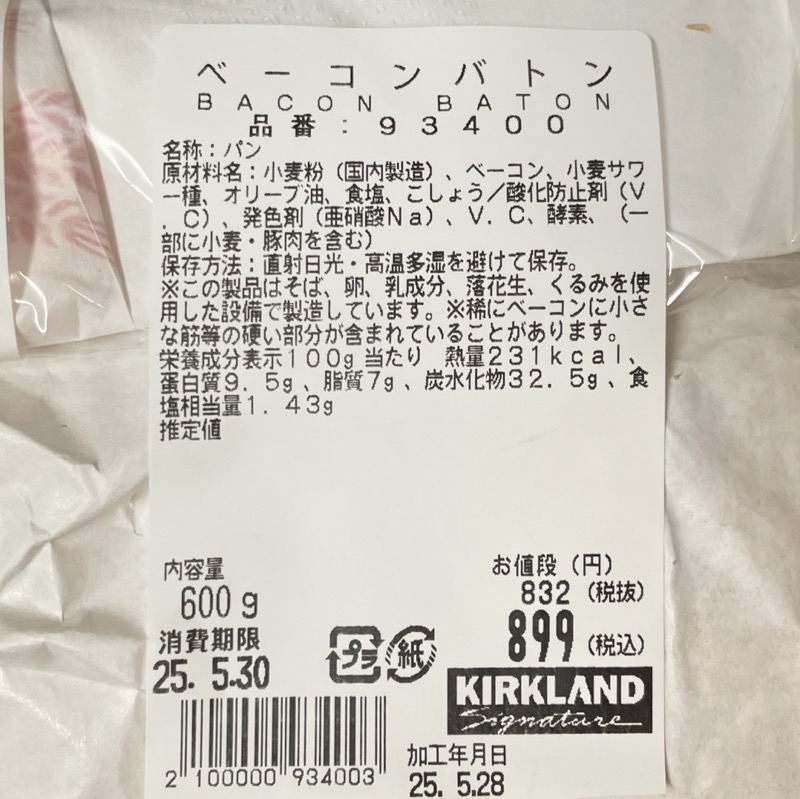 ベーコンバトン
BACON BATON
品番:93400
名称:パン
原材料名:小麦粉(国内製造)、ベーコン、小麦サワ
ー種、オリーブ油、食塩、こしょう/酸化防止剤(V
.C)、発色剤(亜硝酸Na)、V.C、酵素、(一
部に小麦・豚肉を含む)
保存方法:直射日光・高温多湿を避けて保存。
※この製品はそば、卵、乳成分、落花生、くるみを使
用した設備で製造しています。※稀にベーコンに小さ
な筋等の硬い部分が含まれていることがあります。
栄養成分表示100g当たり 熱量231kcal、
蛋白質9.5g、脂質7g、炭水化物32.5g、食
塩相当量1.43g
推定値
内容量
600g
消費期限
25.5.30
プラ
紙
お値段(円)
832(税抜)
899(税込)
KIRKLAND
Signature
2 100000 934003
加工年月日
25.5.28